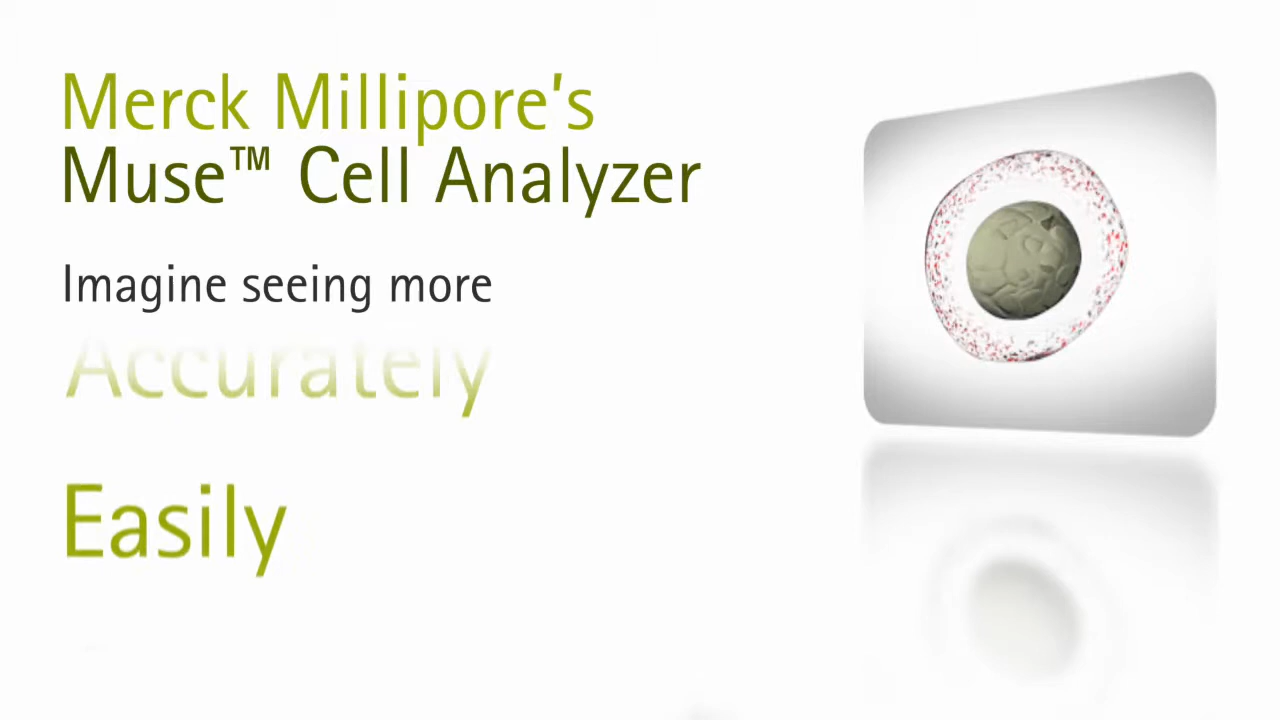 Merck Millipore's
Muse™ Cell Analyzer
Imagine seeing more
Accurately
Easily